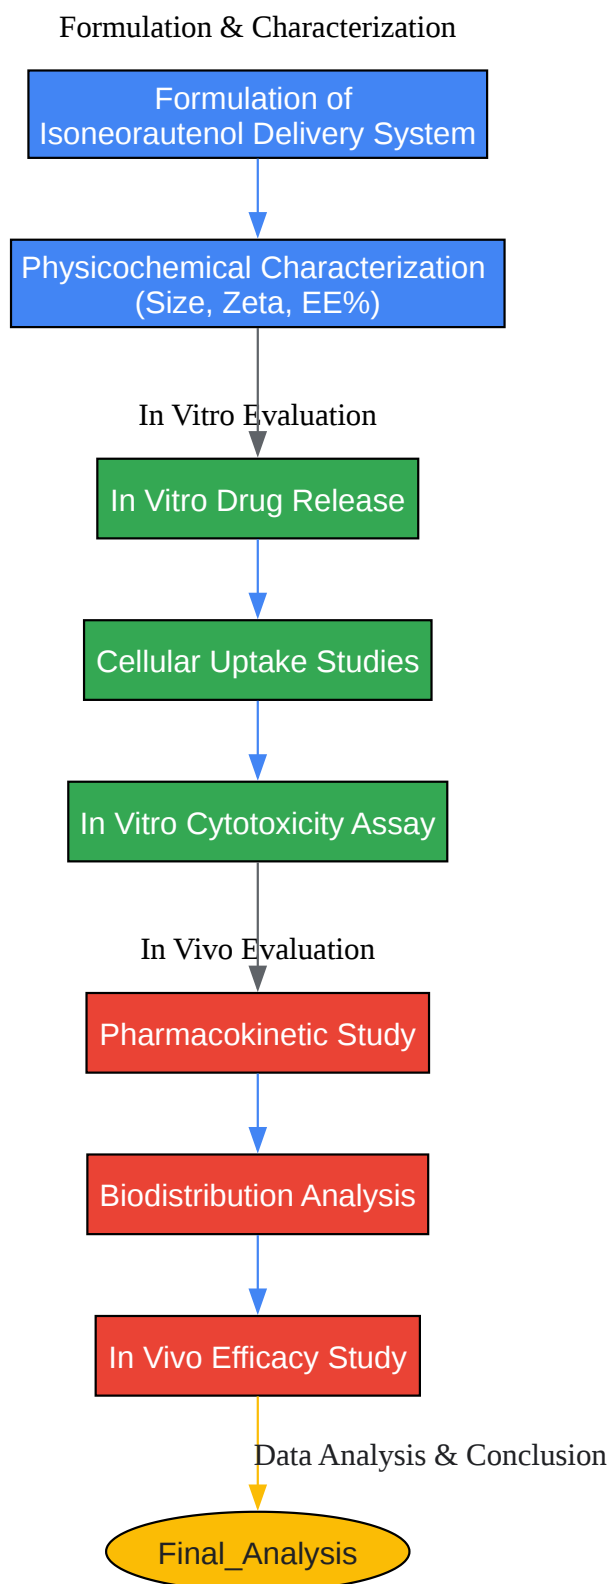 Formulation & Characterization
Formulation of
Isoneorautenol Delivery System
Physicochemical Characterization
(Size, Zeta, EE%)
In Vitro Evaluation
In Vitro Drug Release
Cellular Uptake Studies
In Vitro Cytotoxicity Assay
In Vivo Evaluation
Pharmacokinetic Study
Biodistribution Analysis
In Vivo Efficacy Study
Data Analysis & Conclusion
Final_Analysis